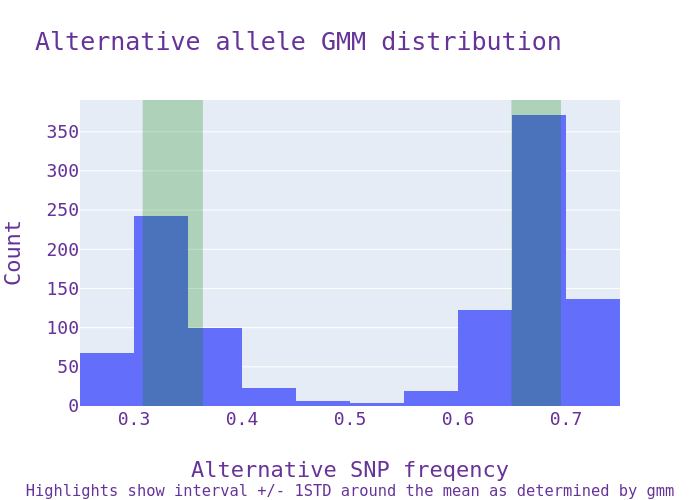 Alternative allele GMM distribution
Count
350
300
250
200
150
100
50
0
0.3 0.4 0.5 0.6 0.7
Alternative SNP freqency
Highlights show interval +/- 1STD around the mean as determined by gmm